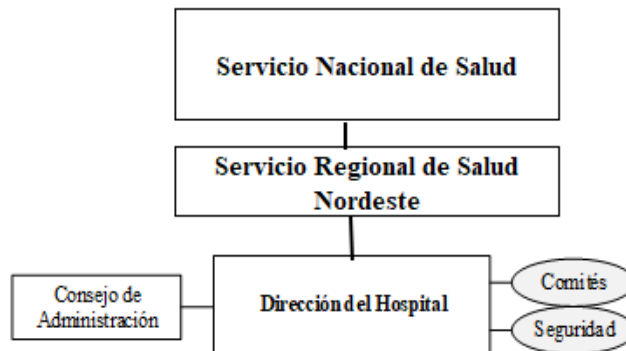 Servicio Nacional de Salud
Servicio Regional de Salud
Nordeste
Consejo de
Administración
Dirección del Hospital
Comités
Seguridad